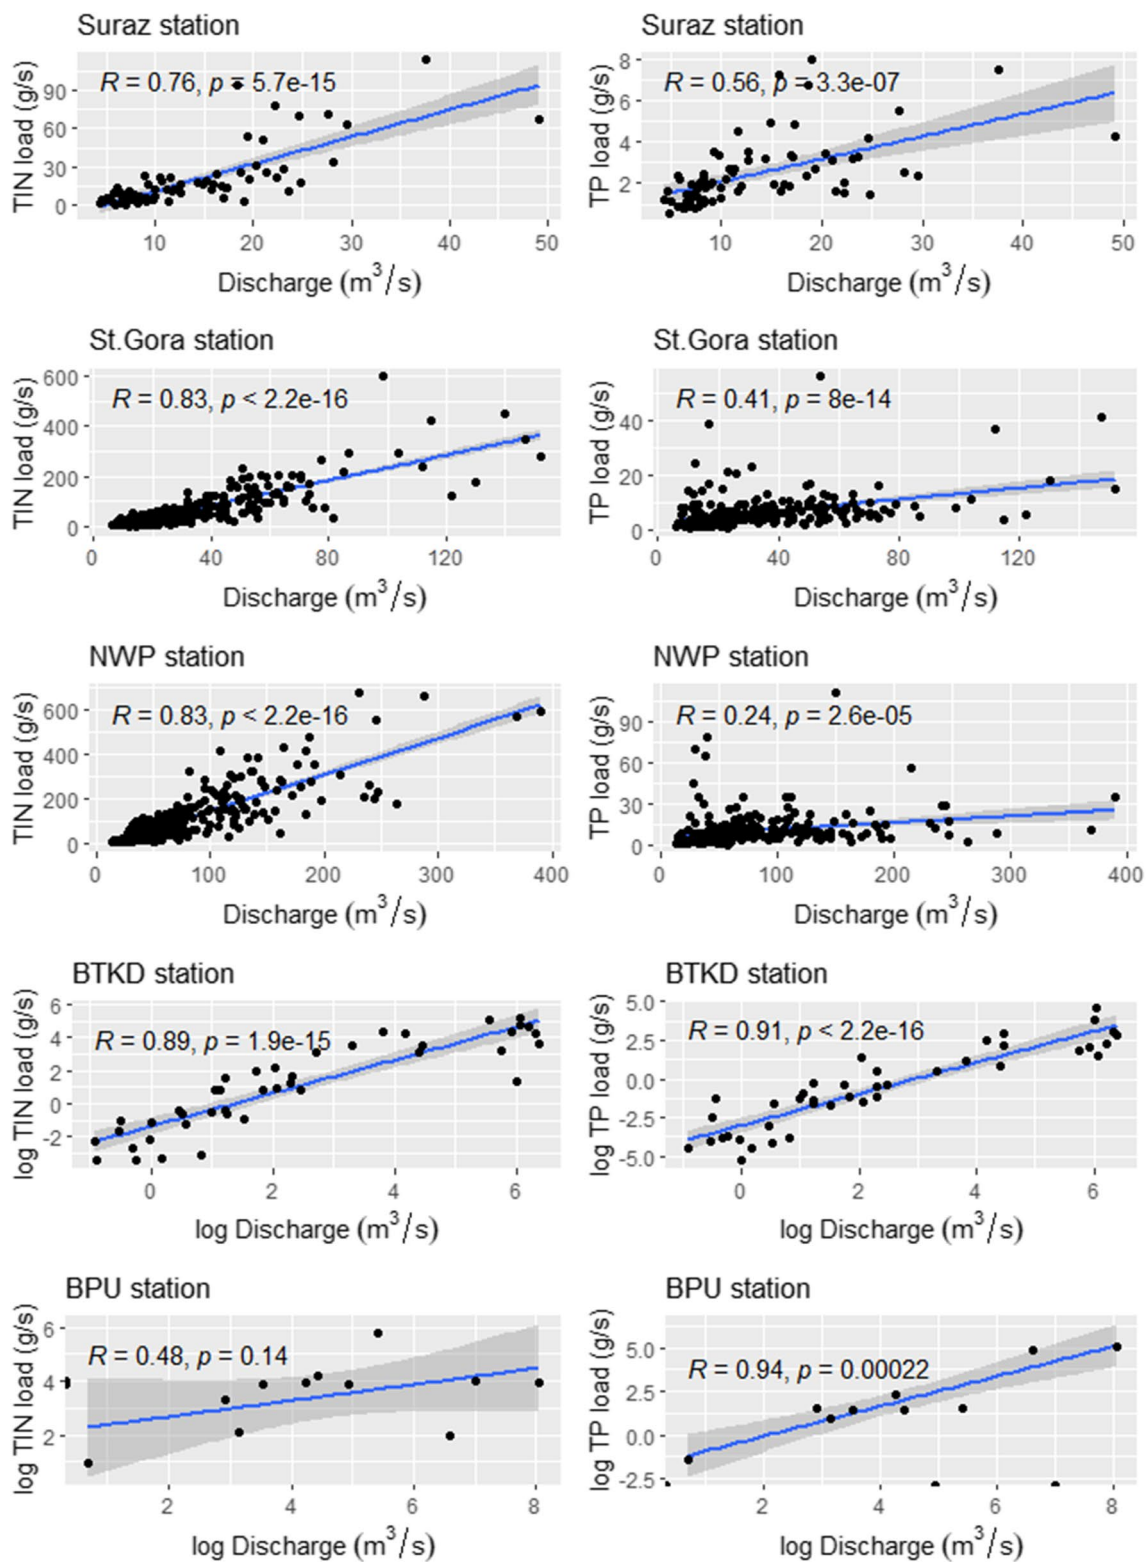 Suraz station
Suraz station
TIN load (g/s)
90
60
30
0
R = 0.76, p = 5.7e-15
10 20 30 40 50
Discharge (m³/s)
TP load (g/s)
8
6
4
2
R = 0.56, p = 3.3e-07
10 20 30 40 50
Discharge (m³/s)
St.Gora station
St.Gora station
TIN load (g/s)
600
400
200
0
R = 0.83, p < 2.2e-16
0 40 80 120
Discharge (m³/s)
TP load (g/s)
40
20
0
R = 0.41, p = 8e-14
0 40 80 120
Discharge (m³/s)
NWP station
NWP station
TIN load (g/s)
600
400
200
0
R = 0.83, p < 2.2e-16
0 100 200 300 400
Discharge (m³/s)
TP load (g/s)
90
60
30
0
R = 0.24, p = 2.6e-05
0 100 200 300 400
Discharge (m³/s)
BTKD station
BTKD station
log TIN load (g/s)
6
4
2
0
-2
R = 0.89, p = 1.9e-15
0 2 4 6
log Discharge (m³/s)
log TP load (g/s)
5.0
2.5
0.0
-2.5
-5.0
R = 0.91, p < 2.2e-16
0 2 4 6
log Discharge (m³/s)
BPU station
BPU station
log TIN load (g/s)
6
4
2
R = 0.48, p = 0.14
2 4 6 8
log Discharge (m³/s)
log TP load (g/s)
5.0
2.5
0.0
-2.5
R = 0.94, p = 0.00022
2 4 6 8
log Discharge (m³/s)